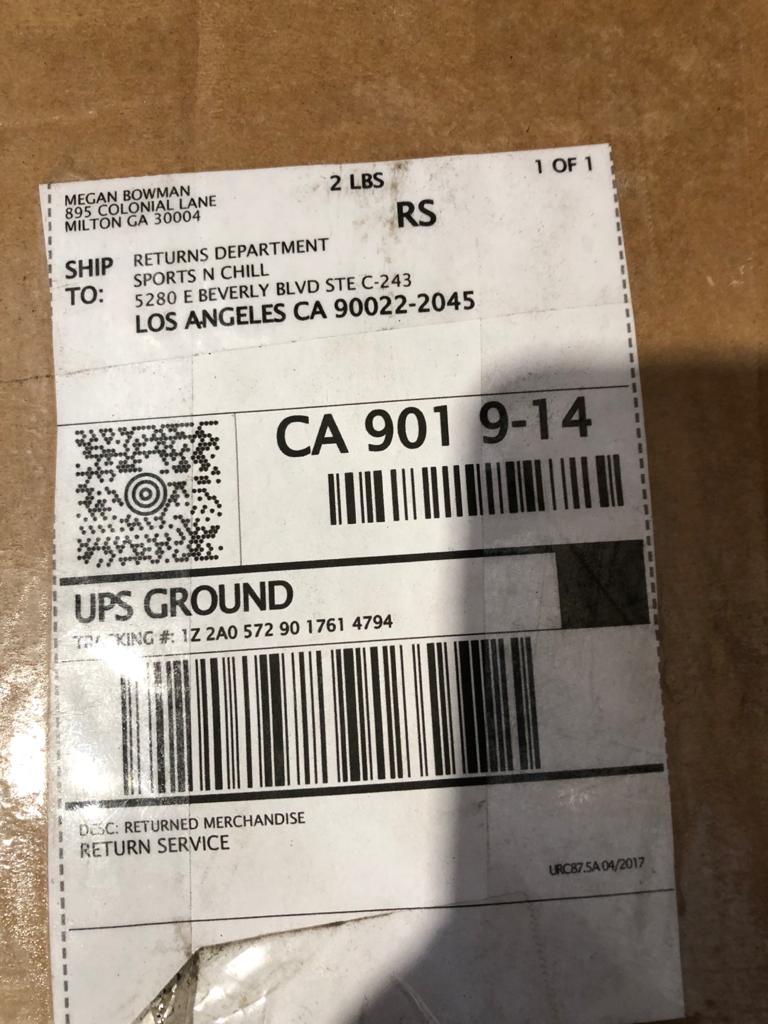 MEGAN BOWMAN
895 COLONIAL LANE
MILTON GA 30004
2 LBS
1 OF 1
RS
SHIP TO:
RETURNS DEPARTMENT
SPORTS N CHILL
5280 E BEVERLY BLVD STE C-243
LOS ANGELES CA 90022-2045
CA 901 9-14
UPS GROUND
TRACKING #: 1Z 2A0 572 90 1761 4794
DESC: RETURNED MERCHANDISE
RETURN SERVICE
URC87.5A 04/2017